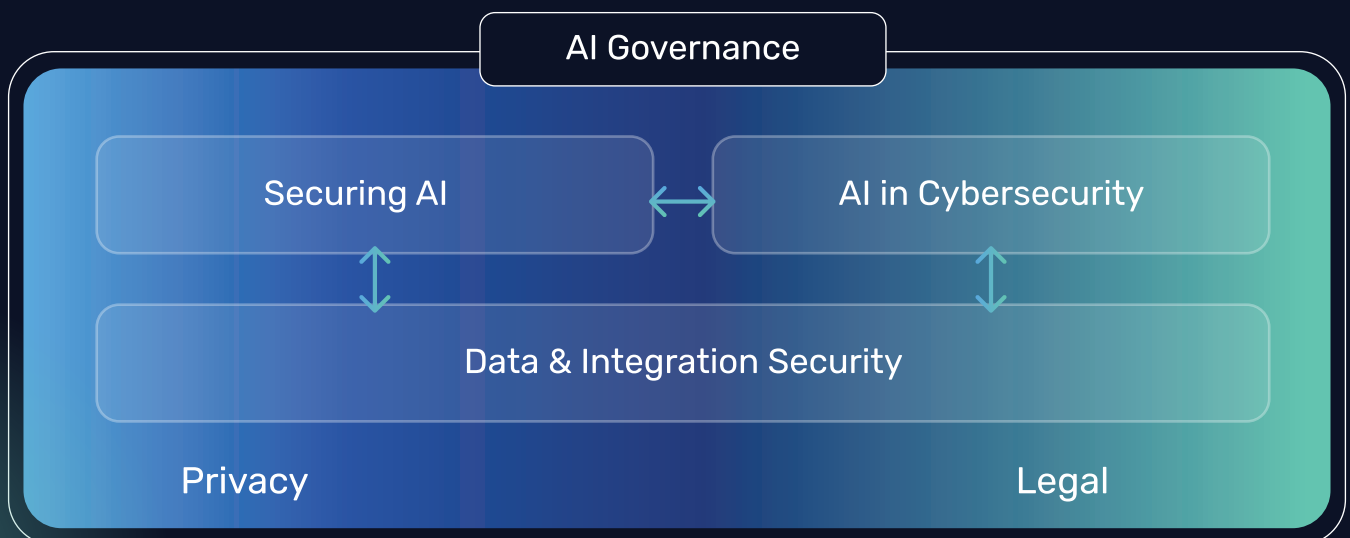 AI Governance
Securing AI
AI in Cybersecurity
Data & Integration Security
Privacy
Legal